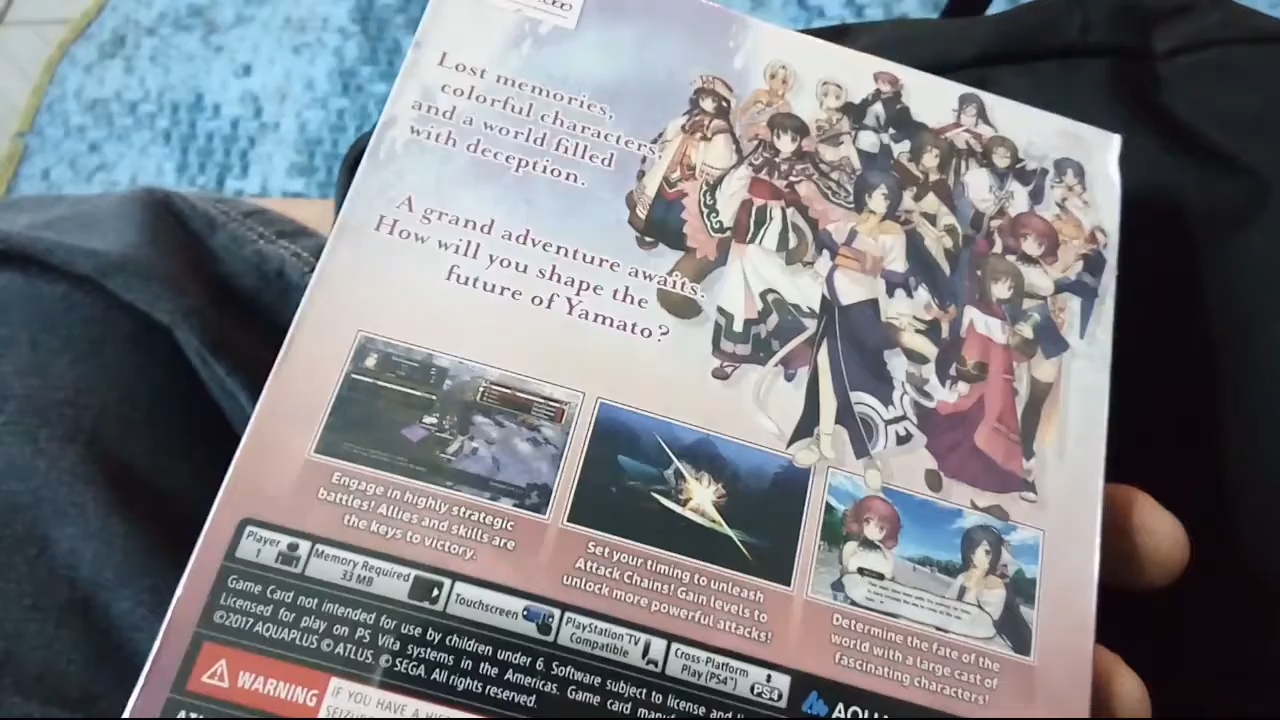 Lost memories,
colorful characters,
and a world filled
with deception.
A grand adventure awaits.
How will you shape the
future of Yamato?
Engage in highly strategic
battles! Allies and skills are
the keys to victory.
Set your timing to unleash
Attack Chains! Gain levels to
unlock more powerful attacks!
Determine the fate of the
world with a large cast of
fascinating characters!
Player
1
Memory Required
33 MB
Touchscreen
PlayStation™TV
Compatible
Cross-Platform
Play (PS4™)
PS4
Game Card not intended for use by children under 6. Software subject to license and
Licensed for play on PS Vita systems in the Americas. Game card
©2017 AQUAPLUS © ATLUS. © SEGA. All rights reserved.
WARNING
IF YOU HAVE A